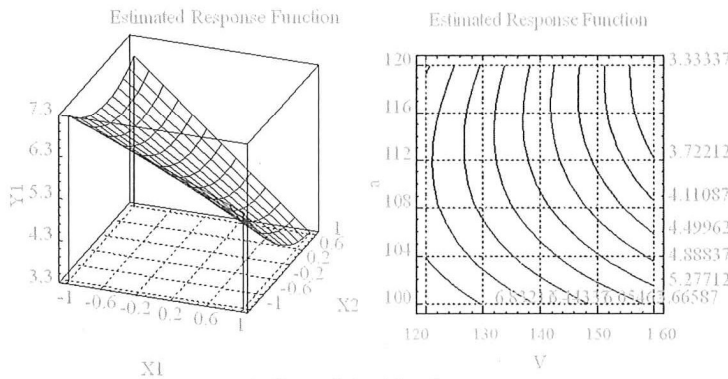 Estimated Response Function
7.3
6.3
5.3
4.3
3.3
Y1
-1 -0.6 -0.2 0.2 0.6 1
X1
-1 -0.6 -0.2 0.2 0.6 1
X2
Estimated Response Function
120
116
112
108
104
100
a
120 130 140 150 160
V
3.33337
3.72212
4.11087
4.49962
4.88837
5.27712
5.66587